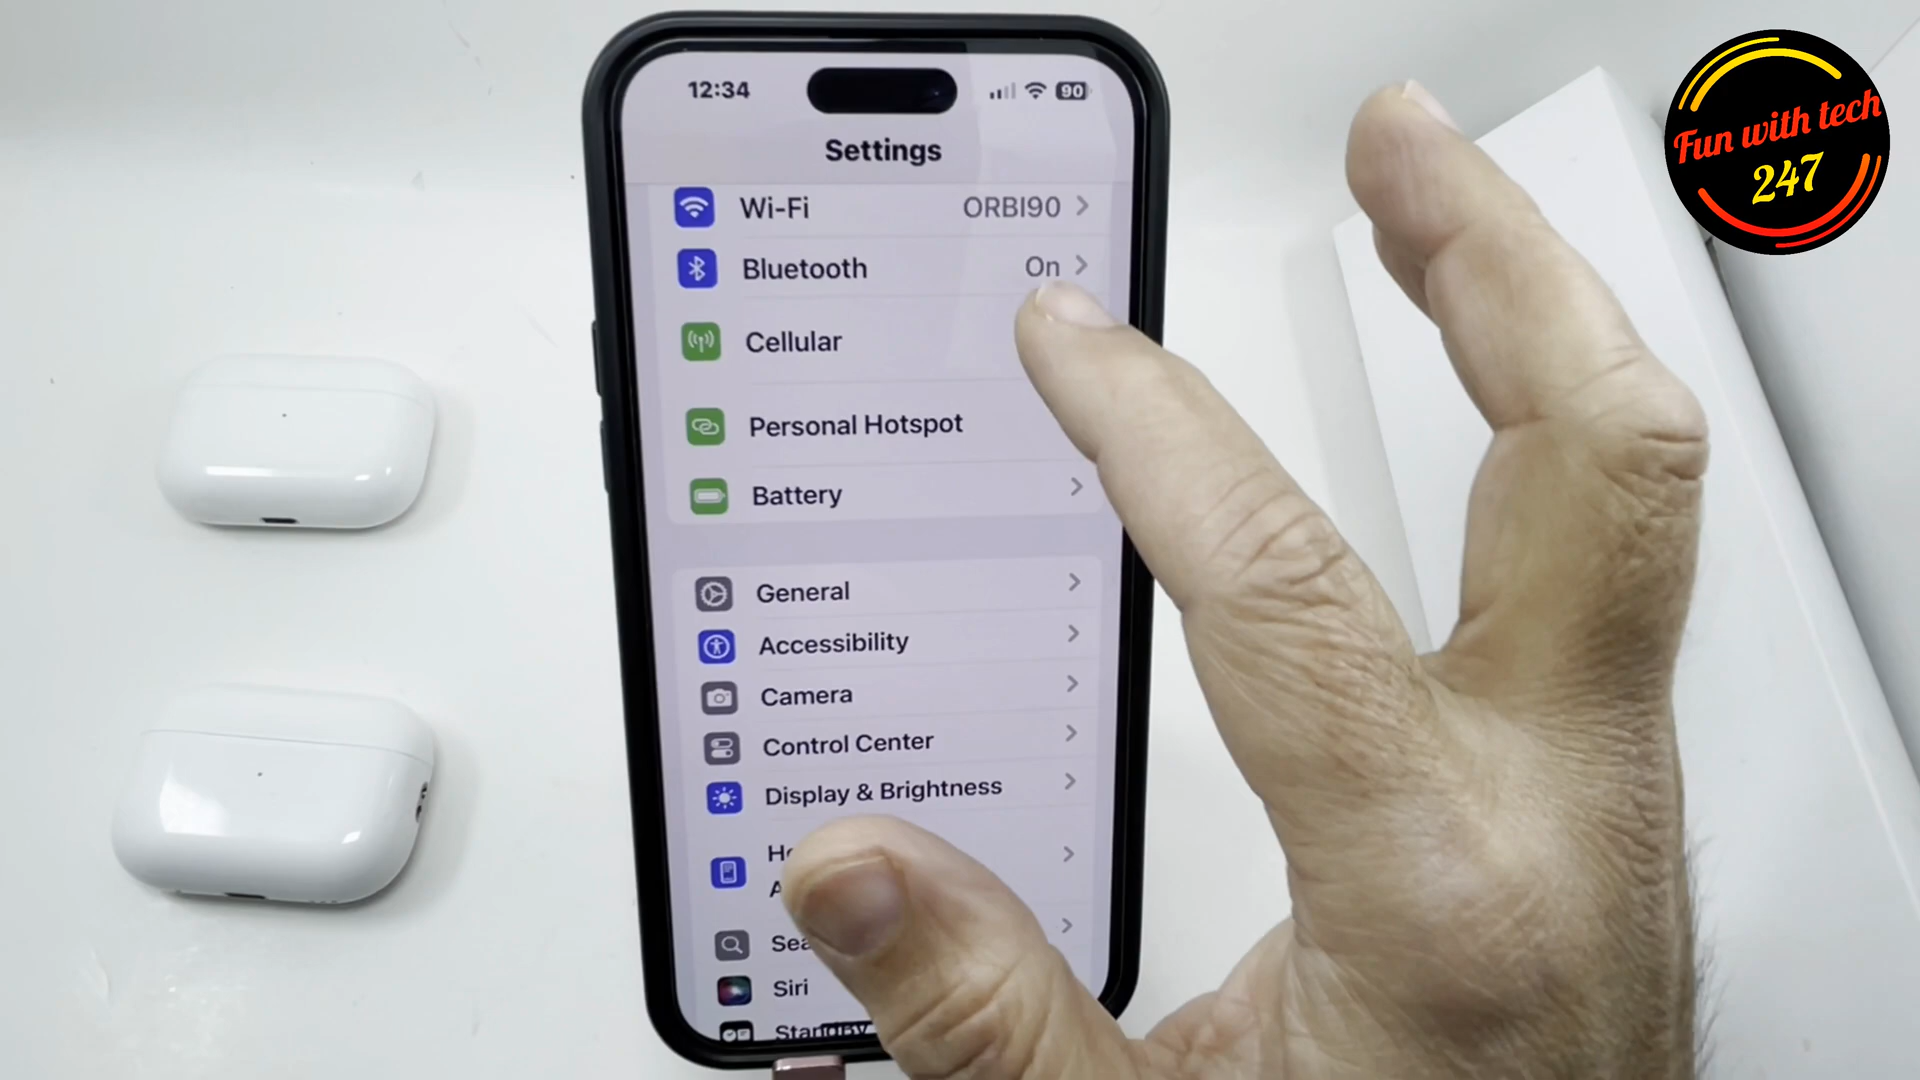 12:34
90
Settings
Wi-Fi
ORBI90
Bluetooth
On
Cellular
Personal Hotspot
Battery
General
Accessibility
Camera
Control Center
Display & Brightness
Siri
StandBy
Fun with tech
247